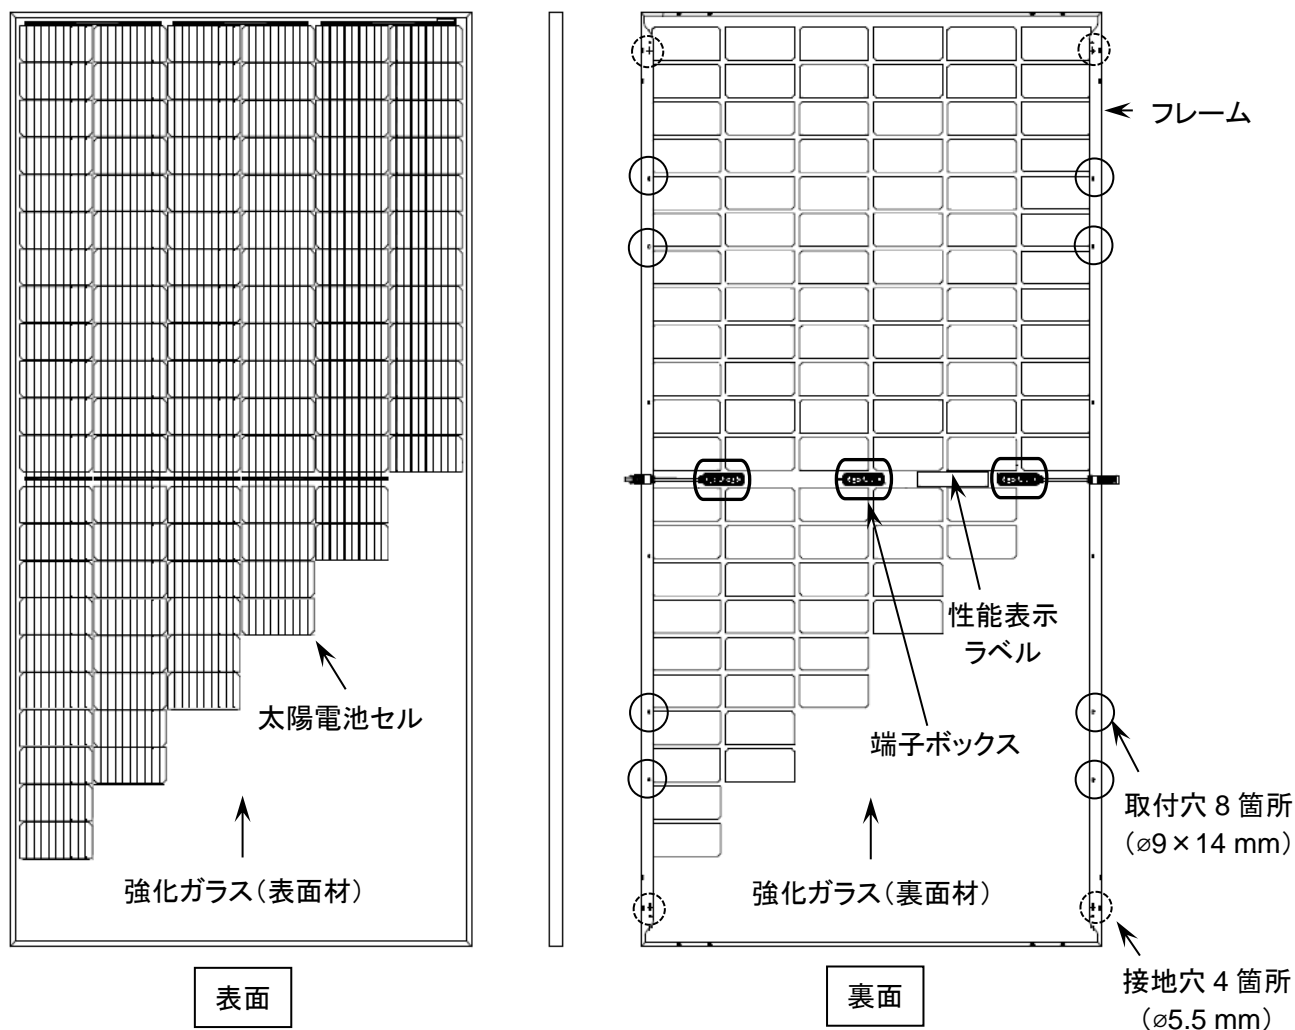 フレーム
性能表示
ラベル
太陽電池セル
端子ボックス
取付穴 8 箇所
（⌀9×14 mm）
強化ガラス（表面材）
強化ガラス（裏面材）
接地穴 4 箇所
（⌀5.5 mm）
表面
裏面